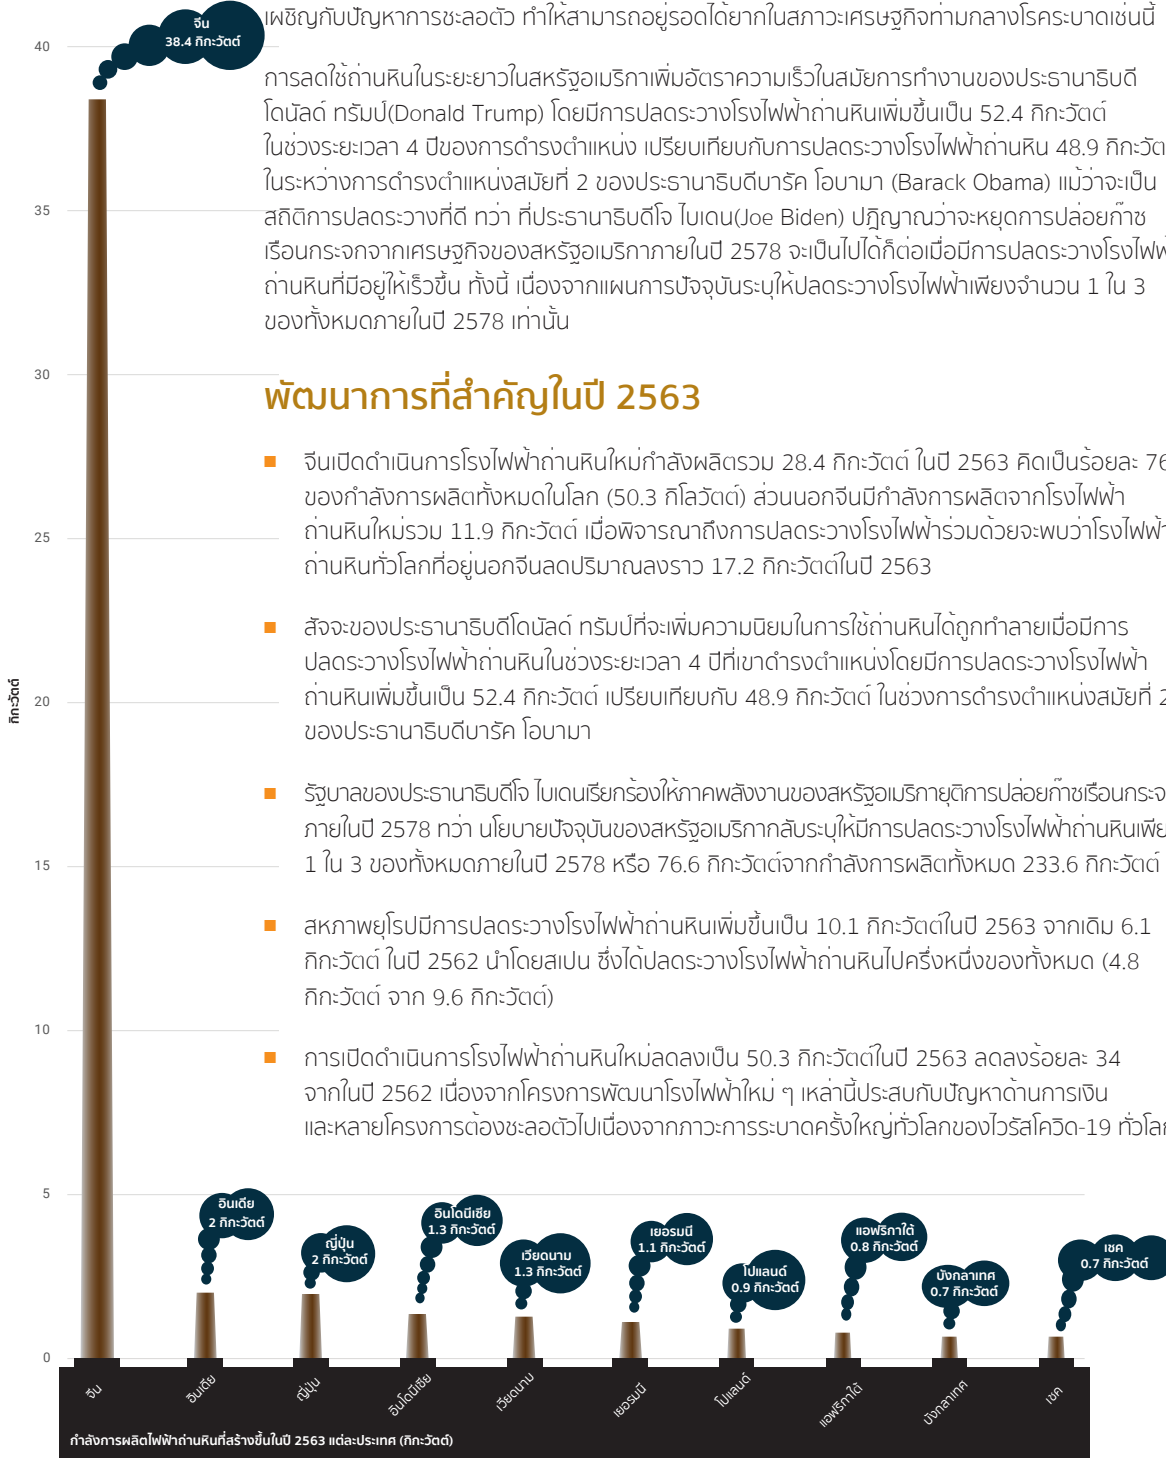 เผชิญกับปัญหาการชะลอตัว ทำให้สามารถอยู่รอดได้ยากในสภาวะเศรษฐกิจท่ามกลางโรคระบาดเช่นนี้
การลดใช้ถ่านหินในระยะยาวในสหรัฐอเมริกาเพิ่มอัตราความเร็วในสมัยการทำงานของประธานาธิบดี
โดนัลด์ ทรัมป์(Donald Trump) โดยมีการปลดระวางโรงไฟฟ้าถ่านหินเพิ่มขึ้นเป็น 52.4 กิกะวัตต์
ในช่วงระยะเวลา 4 ปีของการดำรงตำแหน่ง เปรียบเทียบกับการปลดระวางโรงไฟฟ้าถ่านหิน 48.9 กิกะวัต
ในระหว่างการดำรงตำแหน่งสมัยที่ 2 ของประธานาธิบดีบารัค โอบามา (Barack Obama) แม้ว่าจะเป็น
สถิติการปลดระวางที่ดี ทว่า ที่ประธานาธิบดีโจ ไบเดน(Joe Biden) ปฎิญาณว่าจะหยุดการปล่อยก๊าซ
เรือนกระจกจากเศรษฐกิจของสหรัฐอเมริกาภายในปี 2578 จะเป็นไปได้ก็ต่อเมื่อมีการปลดระวางโรงไฟฟ้
ถ่านหินที่มีอยู่ให้เร็วขึ้น ทั้งนี้ เนื่องจากแผนการปัจจุบันระบุให้ปลดระวางโรงไฟฟ้าเพียงจำนวน 1 ใน 3
ของทั้งหมดภายในปี 2578 เท่านั้น
พัฒนาการที่สำคัญในปี 2563
จีนเปิดดำเนินการโรงไฟฟ้าถ่านหินใหม่กำลังผลิตรวม 28.4 กิกะวัตต์ ในปี 2563 คิดเป็นร้อยละ 76
ของกำลังการผลิตทั้งหมดในโลก (50.3 กิโลวัตต์) ส่วนนอกจีนมีกำลังการผลิตจากโรงไฟฟ้า
ถ่านหินใหม่รวม 11.9 กิกะวัตต์ เมื่อพิจารณาถึงการปลดระวางโรงไฟฟ้าร่วมด้วยจะพบว่าโรงไฟฟ้า
ถ่านหินทั่วโลกที่อยู่นอกจีนลดปริมาณลงราว 17.2 กิกะวัตต์ในปี 2563
สัจจะของประธานาธิบดีโดนัลด์ ทรัมป์ที่จะเพิ่มความนิยมในการใช้ถ่านหินได้ถูกทำลายเมื่อมีการ
ปลดระวางโรงไฟฟ้าถ่านหินในช่วงระยะเวลา 4 ปีที่เขาดำรงตำแหน่งโดยมีการปลดระวางโรงไฟฟ้า
ถ่านหินเพิ่มขึ้นเป็น 52.4 กิกะวัตต์ เปรียบเทียบกับ 48.9 กิกะวัตต์ ในช่วงการดำรงตำแหน่งสมัยที่ 2
ของประธานาธิบดีบารัค โอบามา
รัฐบาลของประธานาธิบดีโจ ไบเดนเรียกร้องให้ภาคพลังงานของสหรัฐอเมริกายุติการปล่อยก๊าซเรือนกระจ
ภายในปี 2578 ทว่า นโยบายปัจจุบันของสหรัฐอเมริกากลับระบุให้มีการปลดระวางโรงไฟฟ้าถ่านหินเพีย
1 ใน 3 ของทั้งหมดภายในปี 2578 หรือ 76.6 กิกะวัตต์จากกำลังการผลิตทั้งหมด 233.6 กิกะวัตต์
สหภาพยุโรปมีการปลดระวางโรงไฟฟ้าถ่านหินเพิ่มขึ้นเป็น 10.1 กิกะวัตต์ในปี 2563 จากเดิม 6.1
กิกะวัตต์ ในปี 2562 นำโดยสเปน ซึ่งได้ปลดระวางโรงไฟฟ้าถ่านหินไปครึ่งหนึ่งของทั้งหมด (4.8
กิกะวัตต์ จาก 9.6 กิกะวัตต์)
การเปิดดำเนินการโรงไฟฟ้าถ่านหินใหม่ลดลงเป็น 50.3 กิกะวัตต์ในปี 2563 ลดลงร้อยละ 34
จากในปี 2562 เนื่องจากโครงการพัฒนาโรงไฟฟ้าใหม่ ๆ เหล่านี้ประสบกับปัญหาด้านการเงิน
และหลายโครงการต้องชะลอตัวไปเนื่องจากภาวะการระบาดครั้งใหญ่ทั่วโลกของไวรัสโควิด-19 ทั่วโลก
กิกะวัตต์
40
35
30
25
20
15
10
5
0
จีน
38.4 กิกะวัตต์
อินเดีย
2 กิกะวัตต์
ญี่ปุ่น
2 กิกะวัตต์
อินโดนีเซีย
1.3 กิกะวัตต์
เวียดนาม
1.3 กิกะวัตต์
เยอรมนี
1.1 กิกะวัตต์
โปแลนด์
0.9 กิกะวัตต์
แอฟริกาใต้
0.8 กิกะวัตต์
บังกลาเทศ
0.7 กิกะวัตต์
เชค
0.7 กิกะวัตต์
จีน
อินเดีย
ญี่ปุ่น
อินโดนีเซีย
เวียดนาม
เยอรมนี
โปแลนด์
แอฟริกาใต้
บังกลาเทศ
เชค
กำลังการผลิตไฟฟ้าถ่านหินที่สร้างขึ้นในปี 2563 แต่ละประเทศ (กิกะวัตต์)